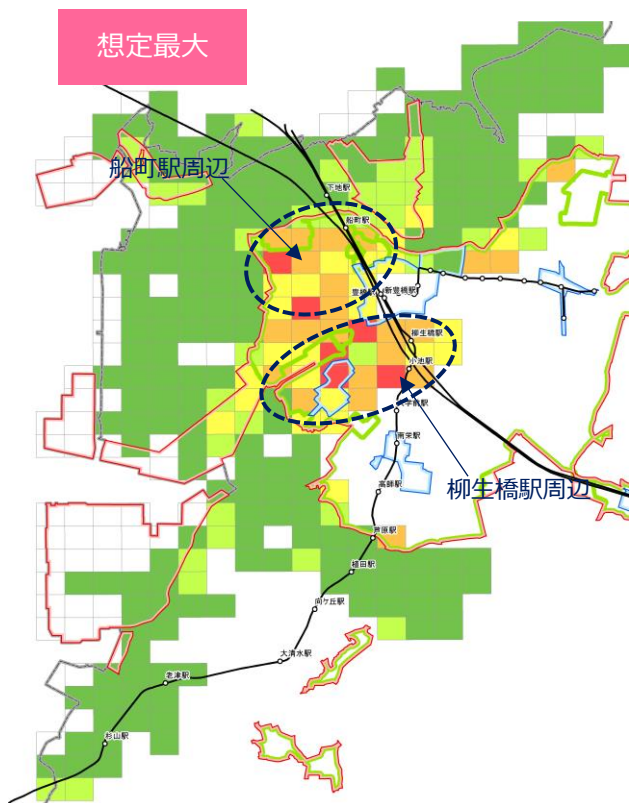 想定最大
船町駅周辺
下地駅
船町駅
新豊橋駅
柳生橋駅
小池駅
南栄駅
柳生橋駅周辺
高師駅
芦原駅
植田駅
向ケ丘駅
大清水駅
老津駅
杉山駅